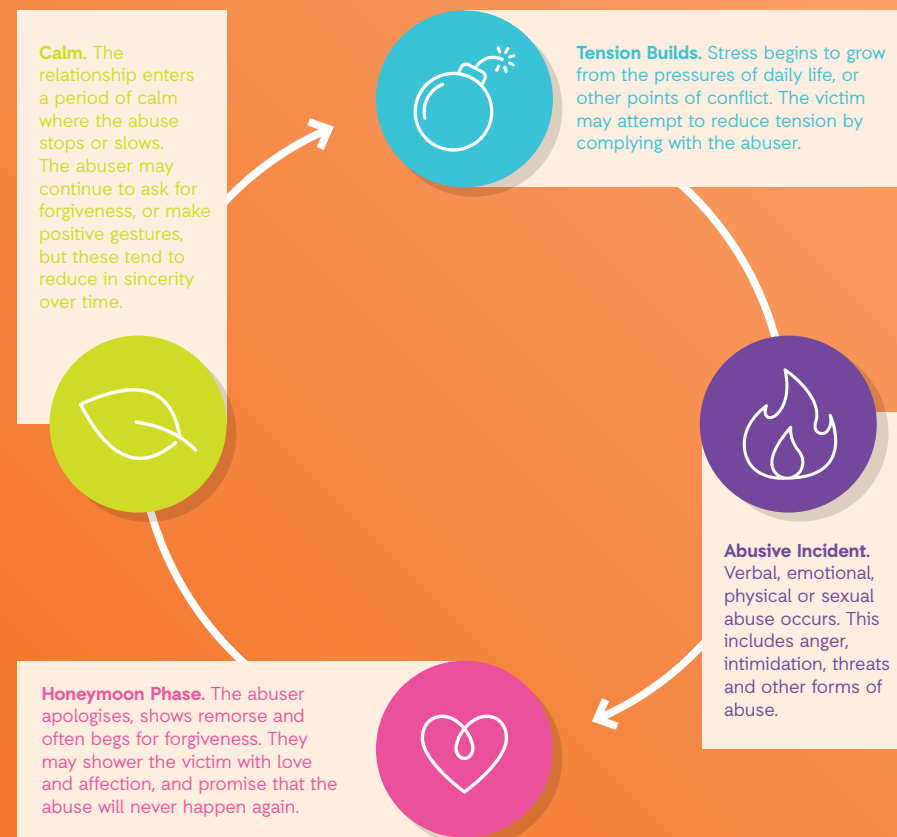 Calm. The
relationship enters
a period of calm
where the abuse
stops or slows.
The abuser may
continue to ask for
forgiveness, or make
positive gestures,
but these tend to
reduce in sincerity
over time.
Tension Builds. Stress begins to grow
from the pressures of daily life, or
other points of conflict. The victim
may attempt to reduce tension by
complying with the abuser.
Abusive Incident.
Verbal, emotional,
physical or sexual
abuse occurs. This
includes anger,
intimidation, threats
and other forms of
abuse.
Honeymoon Phase. The abuser
apologises, shows remorse and
often begs for forgiveness. They
may shower the victim with love
and affection, and promise that the
abuse will never happen again.